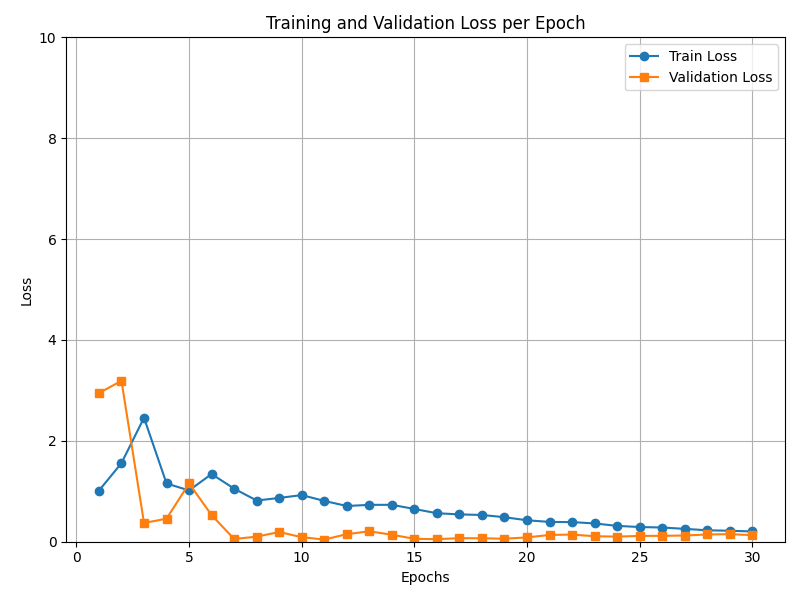 Training and Validation Loss per Epoch
Train Loss
Validation Loss
Loss
10
8
6
4
2
0
0 5 10 15 20 25 30
Epochs